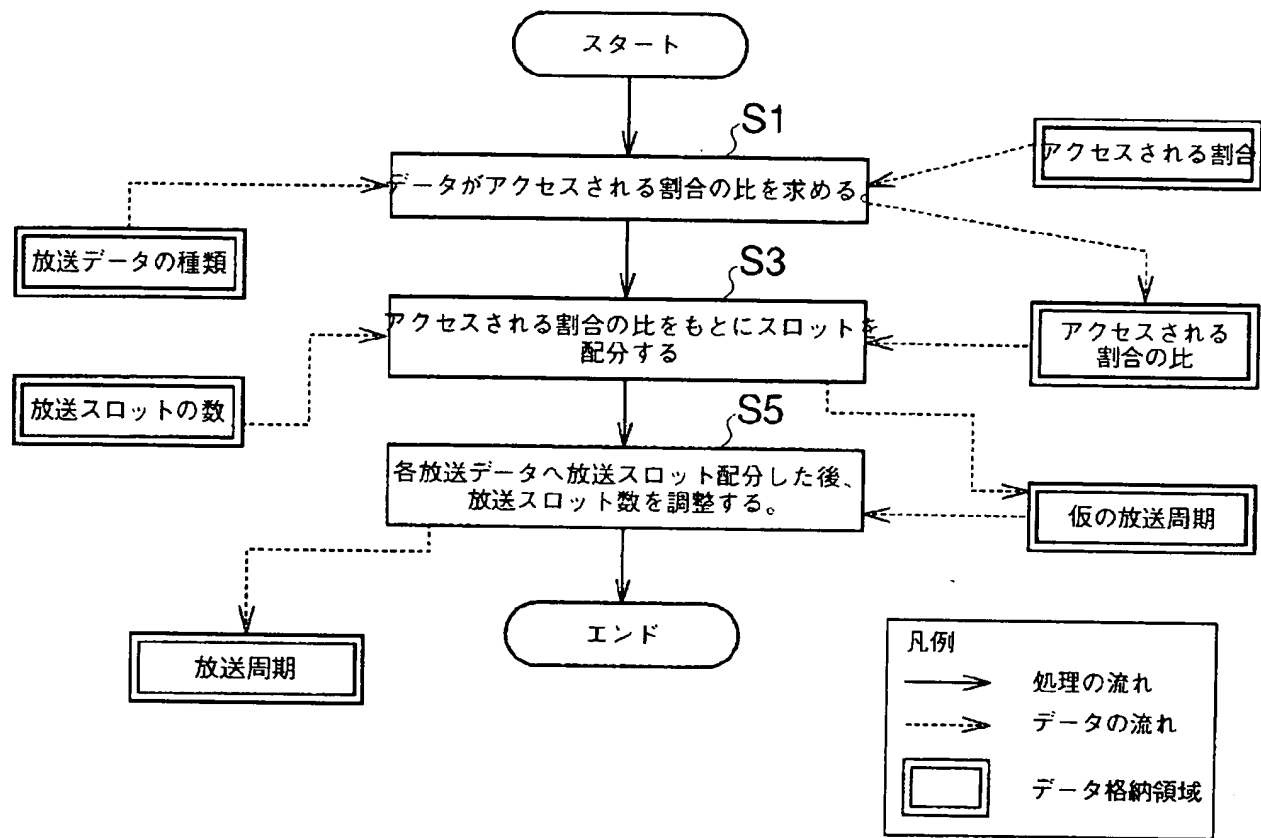 スタート
S1
アクセスされる割合
データがアクセスされる割合の比を求める。
放送データの種類
S3
アクセスされる割合の比をもとにスロットを
配分する
アクセスされる
割合の比
放送スロットの数
S5
各放送データへ放送スロット配分した後、
放送スロット数を調整する。
仮の放送周期
エンド
放送周期
凡例
処理の流れ
データの流れ
データ格納領域